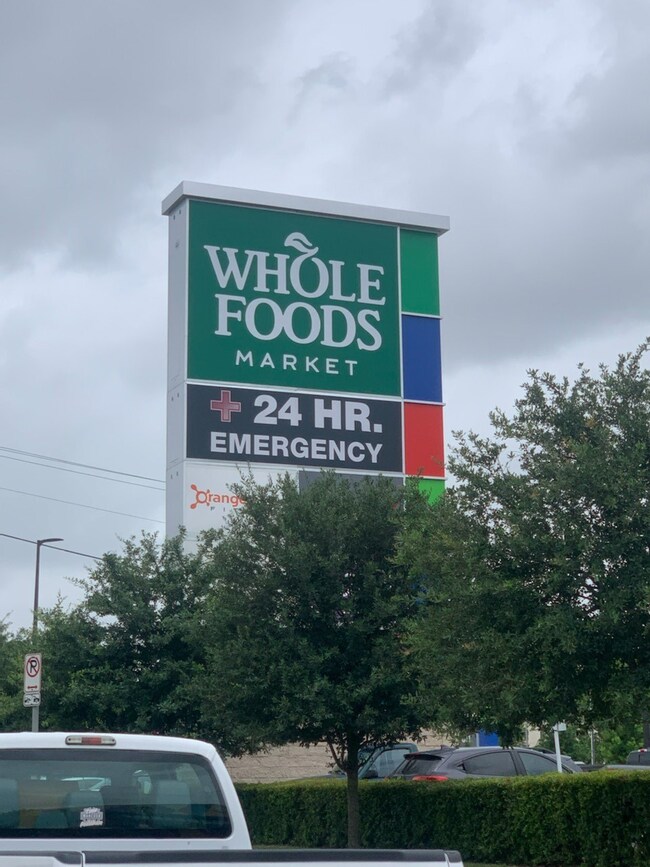 WHOLE
FOODS
MARKET
24 HR.
EMERGENCY
Orange